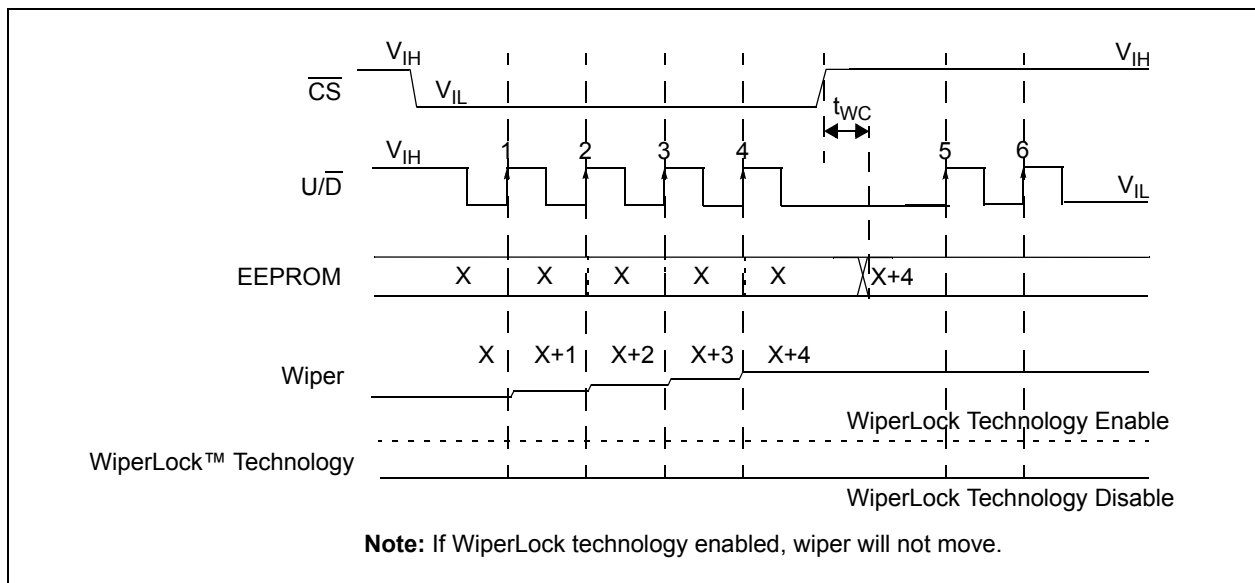 V_IH V_IH
C̅S̅ V_IL
t_WC
V_IH 1 2 3 4 5 6
U/D̅ V_IL
EEPROM X X X X X X+4
X X+1 X+2 X+3 X+4
Wiper
WiperLock Technology Enable
WiperLock™ Technology
WiperLock Technology Disable
Note: If WiperLock technology enabled, wiper will not move.